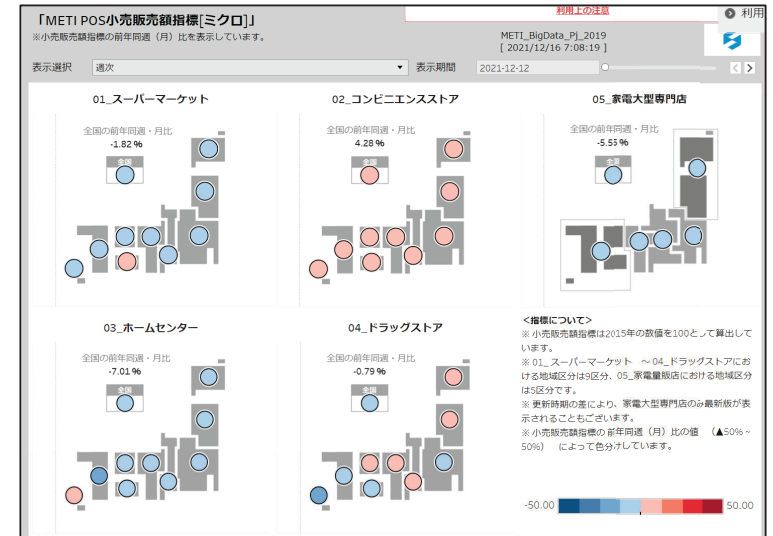 「METI POS小売販売額指標[ミクロ]」
※小売販売額指標の前年同週（月）比を表示しています。
利用上の注意
利用
METI_BigData_Pj_2019
[ 2021/12/16 7:08:19 ]
表示選択
週次
表示期間
2021-12-12
01_スーパーマーケット
全国の前年同週・月比
-1.82 %
全国
02_コンビニエンスストア
全国の前年同週・月比
4.28 %
全国
05_家電大型専門店
全国の前年同週・月比
-5.55 %
全国
03_ホームセンター
全国の前年同週・月比
-7.01 %
全国
04_ドラッグストア
全国の前年同週・月比
-0.79 %
全国
<指標について>
※ 小売販売額指標は2015年の数値を100として算出して
います。
※ 01_ スーパーマーケット　～04_ドラッグストアにお
ける地域区分は9区分、05_家電量販店における地域区分
は5区分です。
※ 更新時期の差により、家電大型専門店のみ最新版が表
示されることもございます。
※ 小売販売額指標の 前年同週（月）比の値　（▲50% ~
50%）　によって色分けしています。
-50.00
50.00